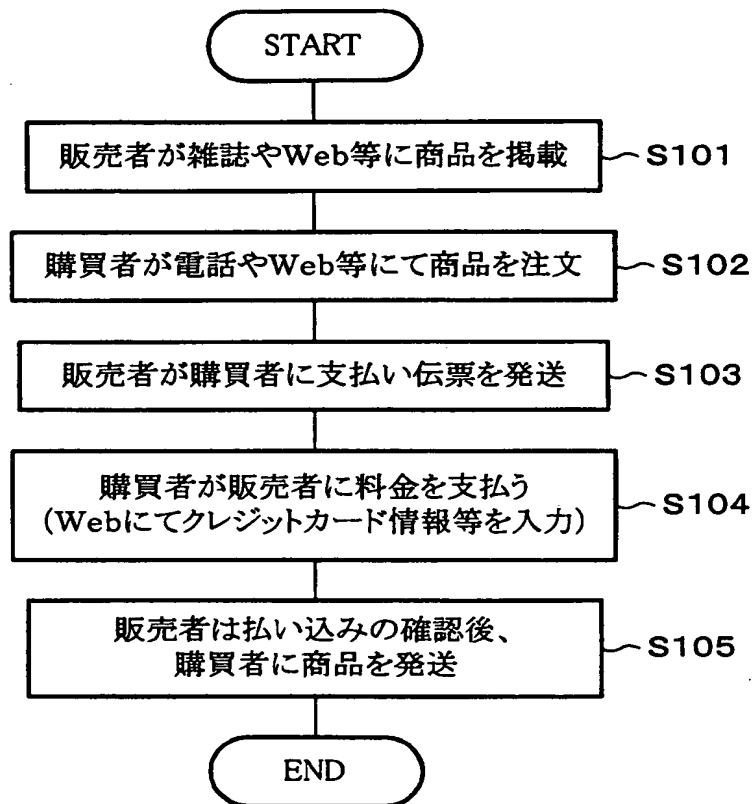 START
販売者が雑誌やWeb等に商品を掲載
S101
購買者が電話やWeb等にて商品を注文
S102
販売者が購買者に支払い伝票を発送
S103
購買者が販売者に料金を支払う
(Webにてクレジットカード情報等を入力)
S104
販売者は払い込みの確認後、
購買者に商品を発送
S105
END